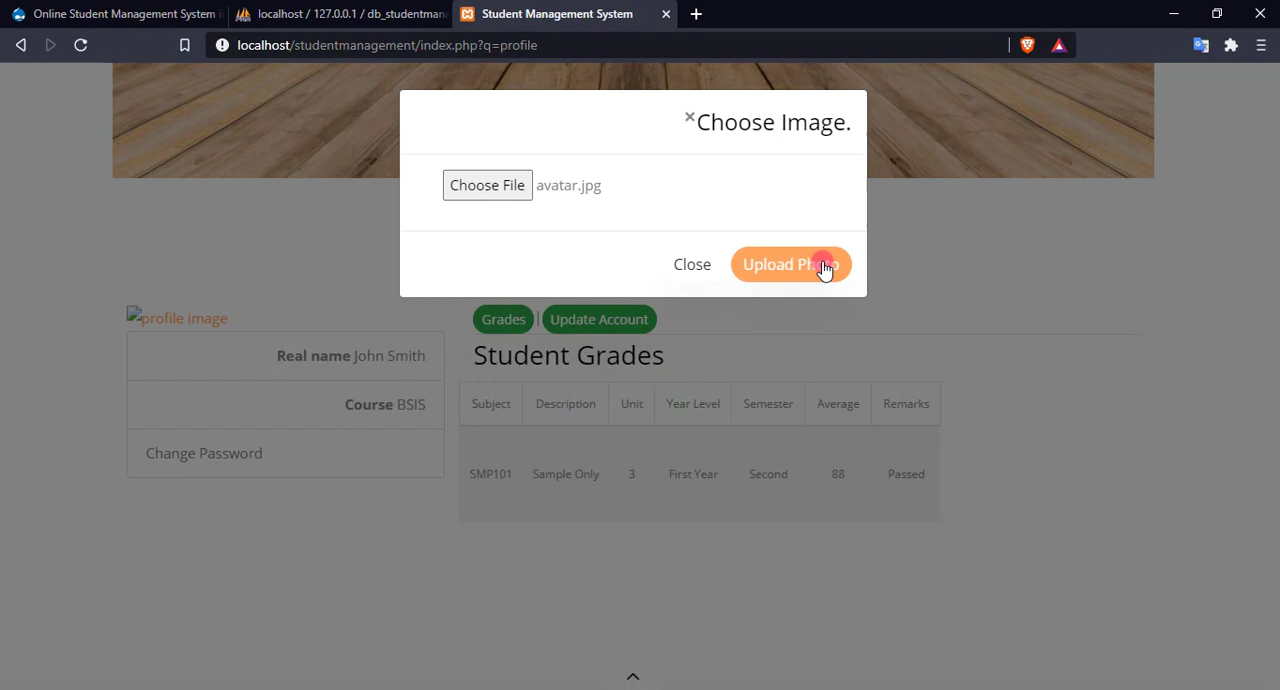 Online Student Management System i
localhost / 127.0.0.1 / db_studentmana
Student Management System
localhost/studentmanagement/index.php?q=profile
×
Choose Image.
Choose File avatar.jpg
Close Upload Photo
profile image
Real name John Smith
Course BSIS
Change Password
Grades | Update Account
Student Grades
Subject Description Unit Year Level Semester Average Remarks
SMP101 Sample Only 3 First Year Second 88 Passed